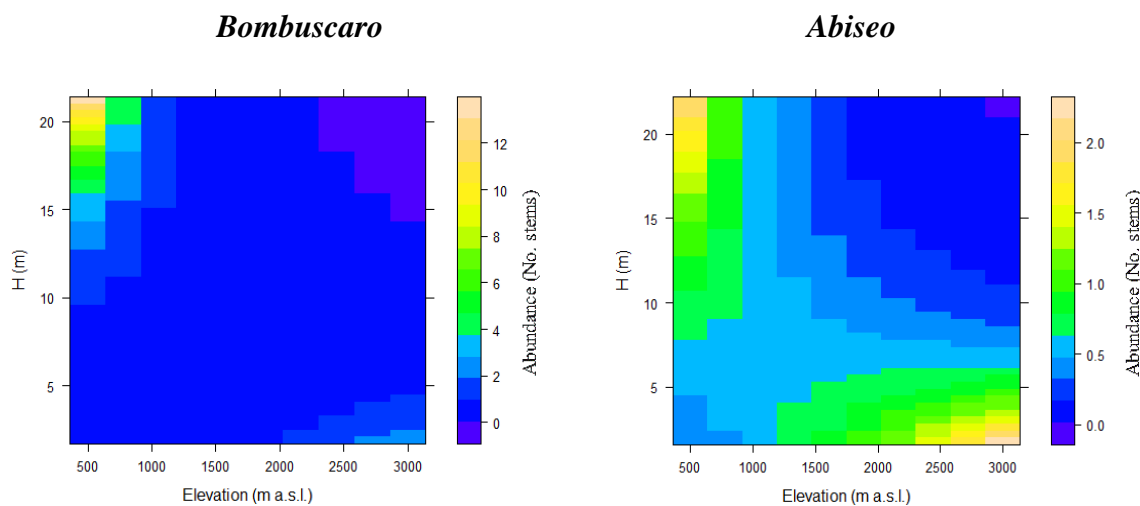 Bombuscaro
Abiseo
20
15
10
5
H (m)
500 1000 1500 2000 2500 3000
Elevation (m a.s.l.)
12
10
8
6
4
2
0
Abundance (No. stems)
20
15
10
5
H (m)
500 1000 1500 2000 2500 3000
Elevation (m a.s.l.)
2.0
1.5
1.0
0.5
0.0
Abundance (No. stems)